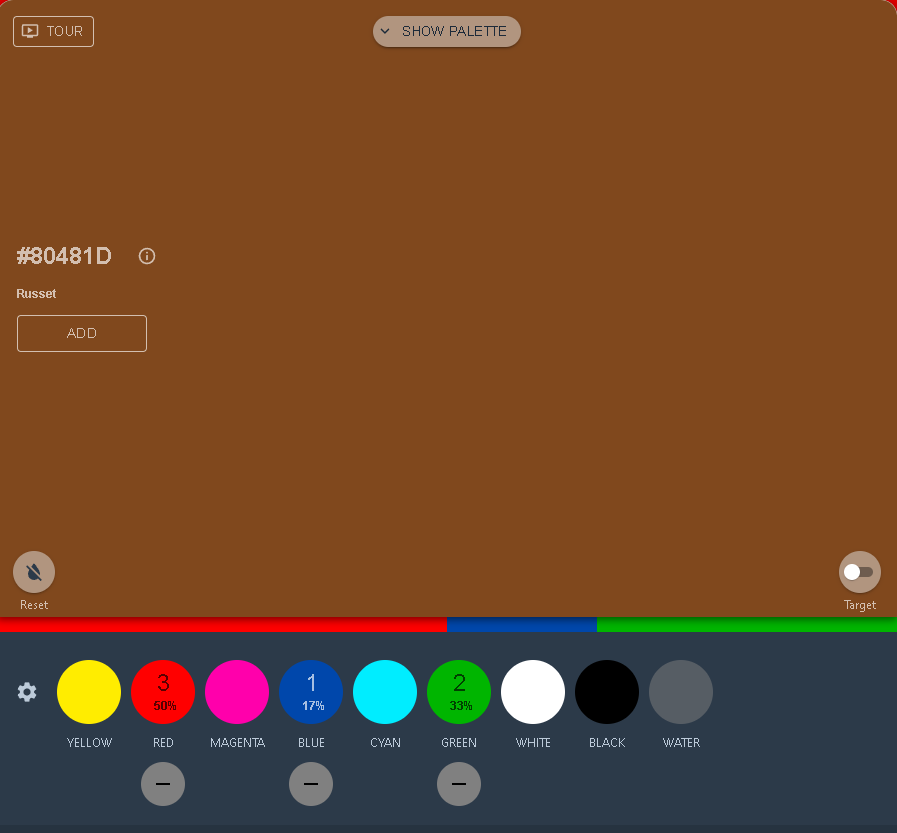 TOUR
SHOW PALETTE
#80481D
Russet
ADD
Reset
Target
3
50%
1
17%
2
33%
YELLOW
RED
MAGENTA
BLUE
CYAN
GREEN
WHITE
BLACK
WATER